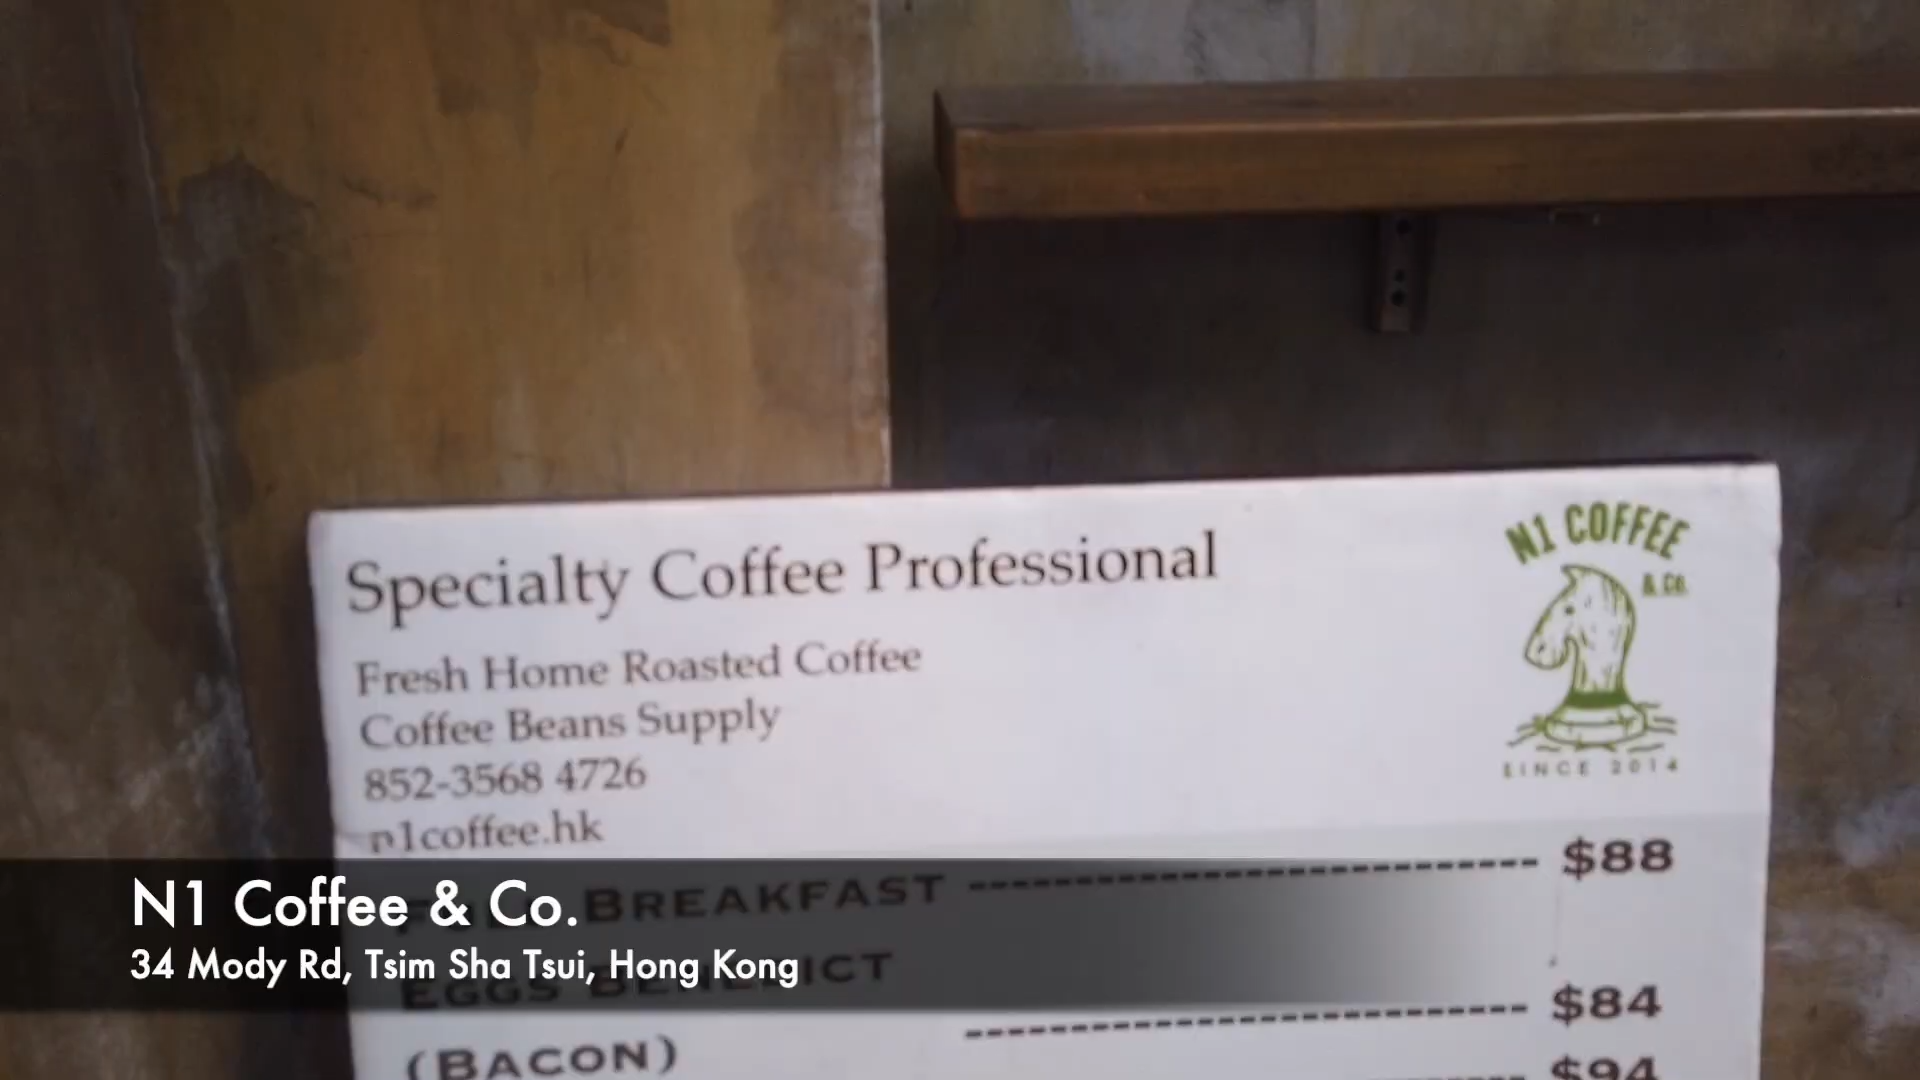 Specialty Coffee Professional
Fresh Home Roasted Coffee
Coffee Beans Supply
852-3568 4726
n1coffee.hk
N1 COFFEE
& CO.
SINCE 2014
BREAKFAST ---------------------------- $88
EGGS BENEDICT
(BACON) ---------------------------- $84
$94
N1 Coffee & Co.
34 Mody Rd, Tsim Sha Tsui, Hong Kong